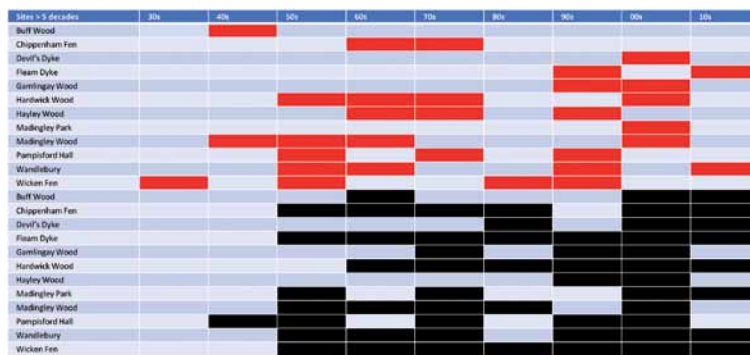 Sites > 5 decades 30s 40s 50s 60s 70s 80s 90s 00s 10s
Buff Wood
Chippenham Fen
Devil's Dyke
Fleam Dyke
Gamlingay Wood
Hardwick Wood
Hayley Wood
Madingley Park
Madingley Wood
Pampisford Hall
Wandlebury
Wicken Fen
Buff Wood
Chippenham Fen
Devil's Dyke
Fleam Dyke
Gamlingay Wood
Hardwick Wood
Hayley Wood
Madingley Park
Madingley Wood
Pampisford Hall
Wandlebury
Wicken Fen